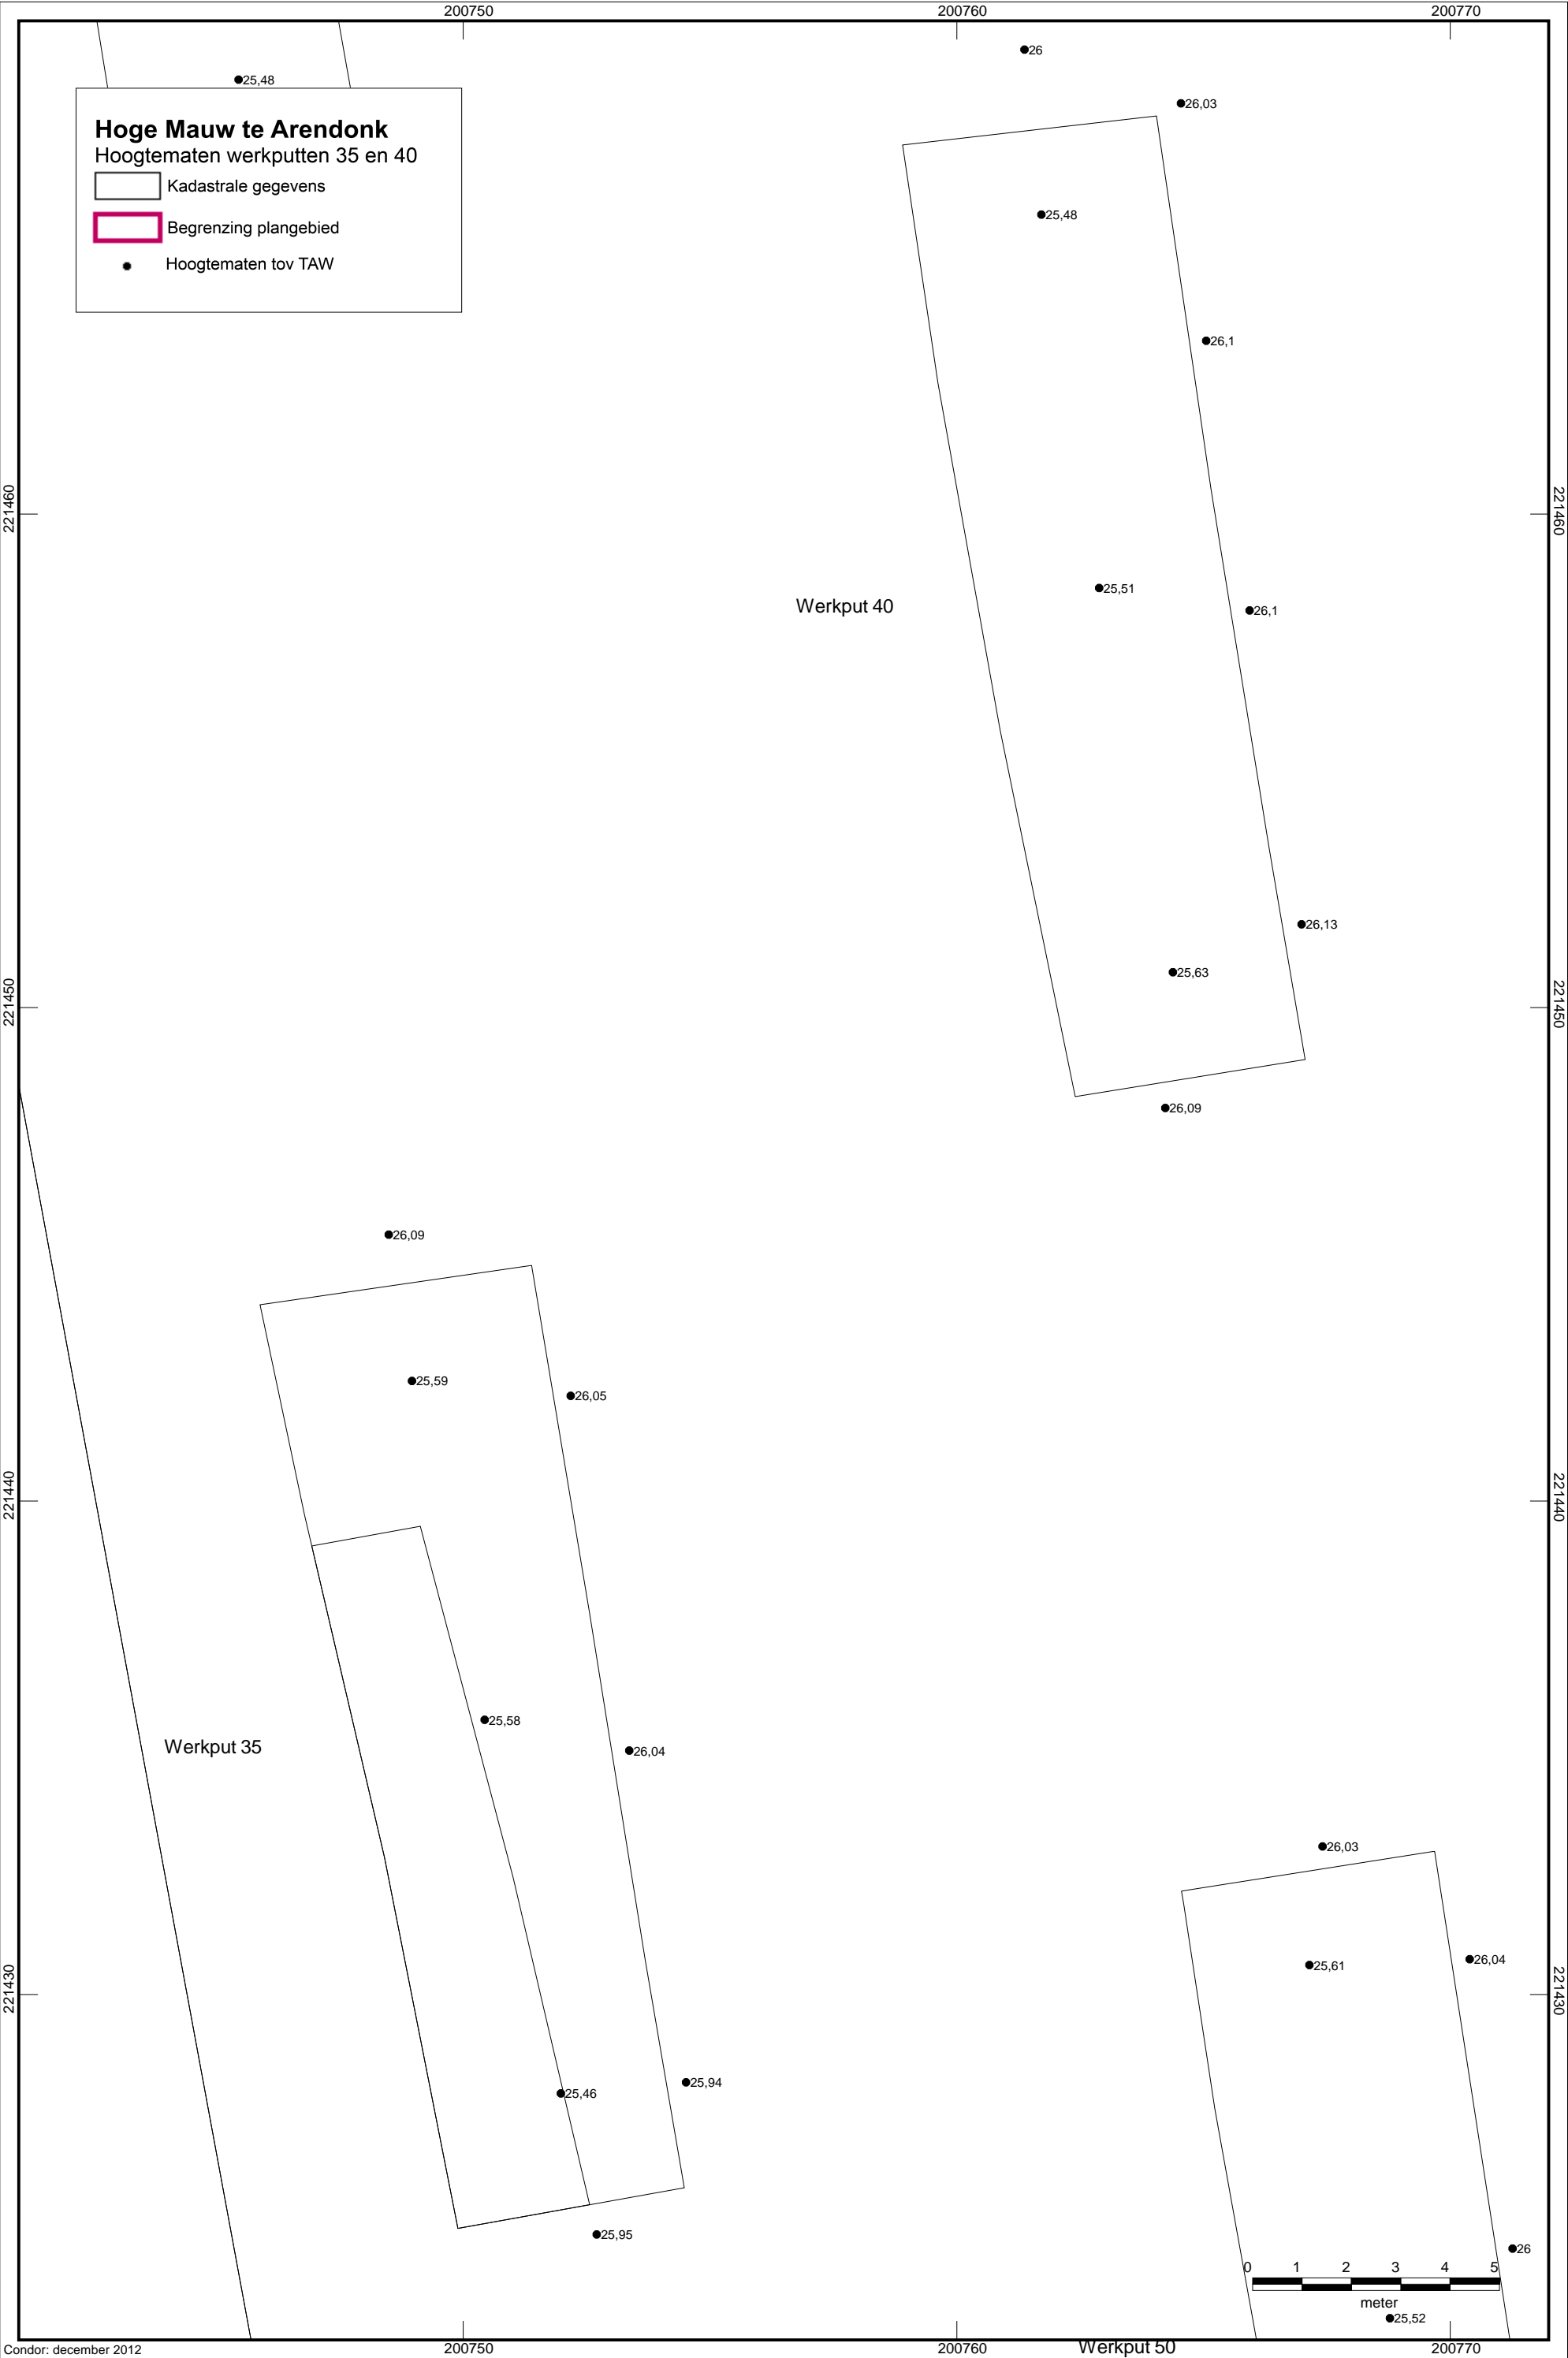 200750 200760 200770
26
25,48
26,03
Hoge Mauw te Arendonk
Hoogtematen werkputten 35 en 40
Kadastrale gegevens
Begrenzing plangebied
Hoogtematen tov TAW
25,48
26,1
221460 221460
25,51
Werkput 40
26,1
26,13
25,63
221450 221450
26,09
26,09
25,59
26,05
221440 221440
25,58
Werkput 35
26,04
26,03
26,04
25,61
221430 221430
25,94
25,46
25,95
26
0 1 2 3 4 5
meter
25,52
Condor: december 2012
200750 200760 Werkput 50 200770